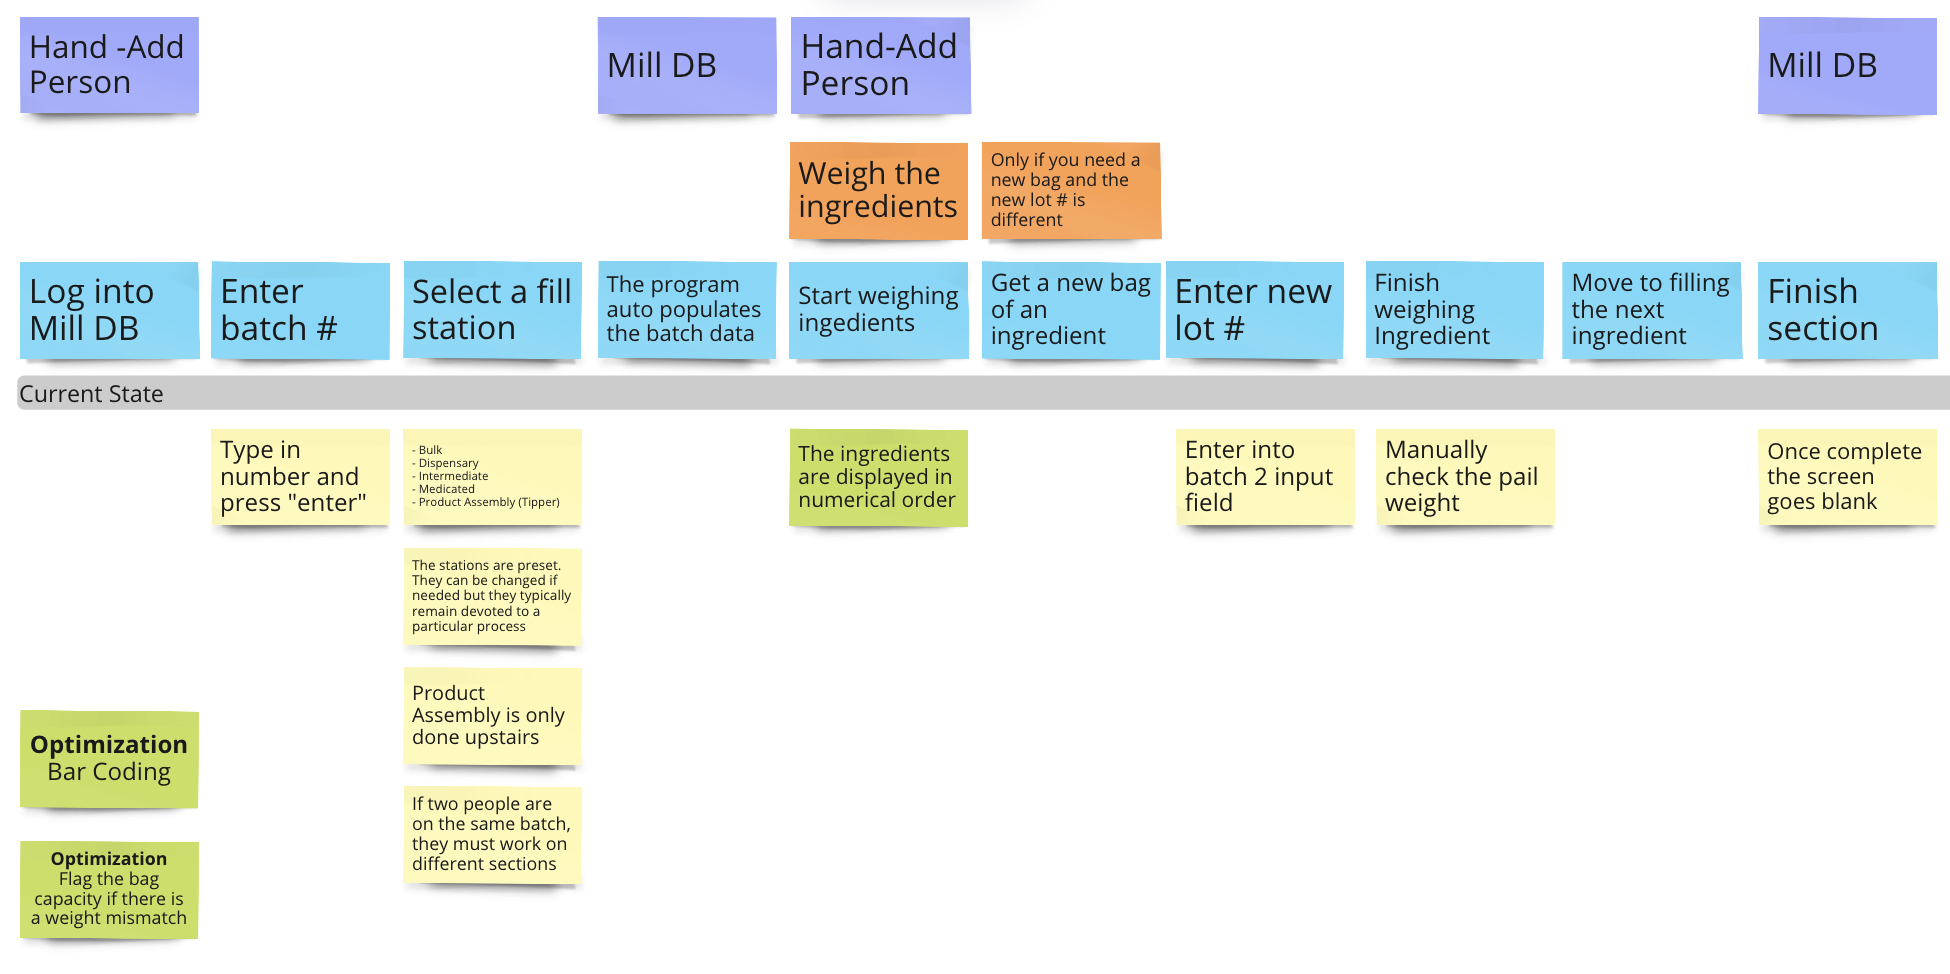 Hand -Add
Person
Mill DB
Hand-Add
Person
Mill DB
Weigh the
ingredients
Only if you need a
new bag and the
new lot # is
different
Log into
Mill DB
Enter
batch #
Select a fill
station
The program
auto populates
the batch data
Start weighing
ingedients
Get a new bag
of an
ingredient
Enter new
lot #
Finish
weighing
Ingredient
Move to filling
the next
ingredient
Finish
section
Current State
Type in
number and
press "enter"
- Bulk
- Dispensary
- Intermediate
- Medicated
- Product Assembly (Tipper)
The ingredients
are displayed in
numerical order
Enter into
batch 2 input
field
Manually
check the pail
weight
Once complete
the screen
goes blank
The stations are preset.
They can be changed if
needed but they typically
remain devoted to a
particular process
Product
Assembly is only
done upstairs
Optimization
Bar Coding
If two people are
on the same batch,
they must work on
different sections
Optimization
Flag the bag
capacity if there is
a weight mismatch